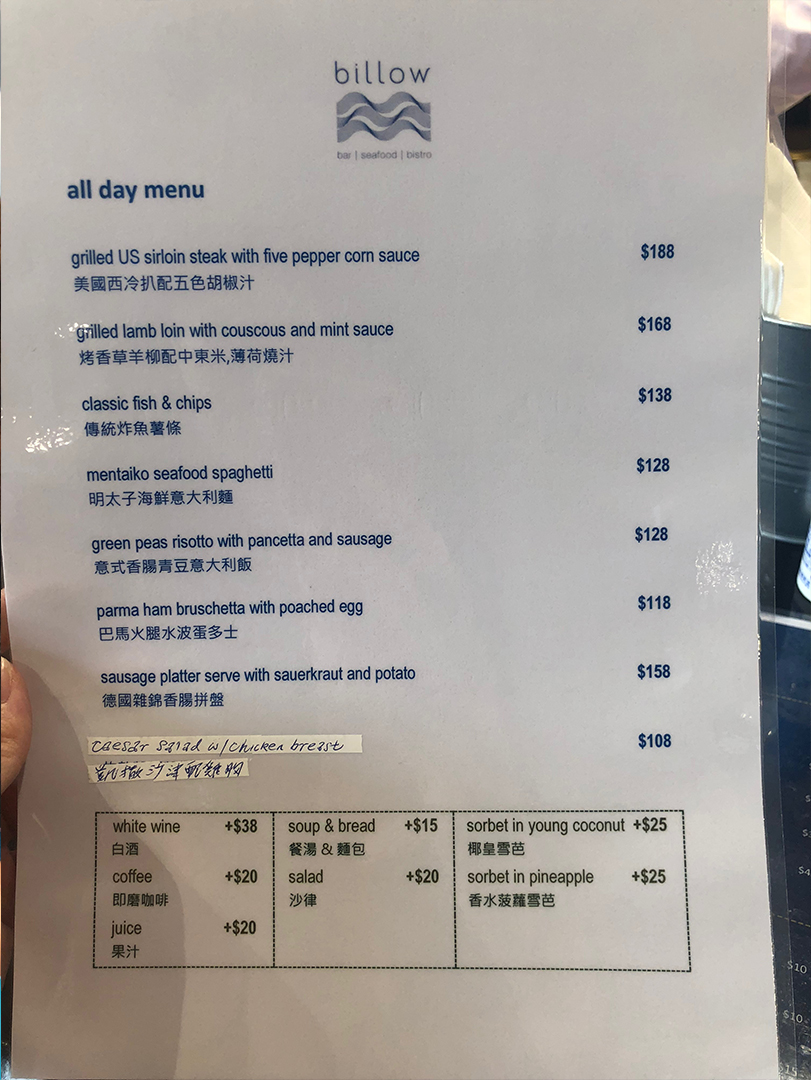 billow
bar | seafood | bistro
all day menu
grilled US sirloin steak with five pepper corn sauce $188
美國西冷扒配五色胡椒汁
grilled lamb loin with couscous and mint sauce $168
烤香草羊柳配中東米,薄荷燒汁
classic fish & chips $138
傳統炸魚薯條
mentaiko seafood spaghetti $128
明太子海鮮意大利麵
green peas risotto with pancetta and sausage $128
意式香腸青豆意大利飯
parma ham bruschetta with poached egg $118
巴馬火腿水波蛋多士
sausage platter serve with sauerkraut and potato $158
德國雜錦香腸拼盤
caesar salad w/ chicken breast $108
凱撒沙津配雞胸
white wine +$38 soup & bread +$15 sorbet in young coconut +$25
白酒 餐湯 & 麵包 椰皇雪芭
coffee +$20 salad +$20 sorbet in pineapple +$25
即磨咖啡 沙律 香水菠蘿雪芭
juice +$20
果汁
$10
$10